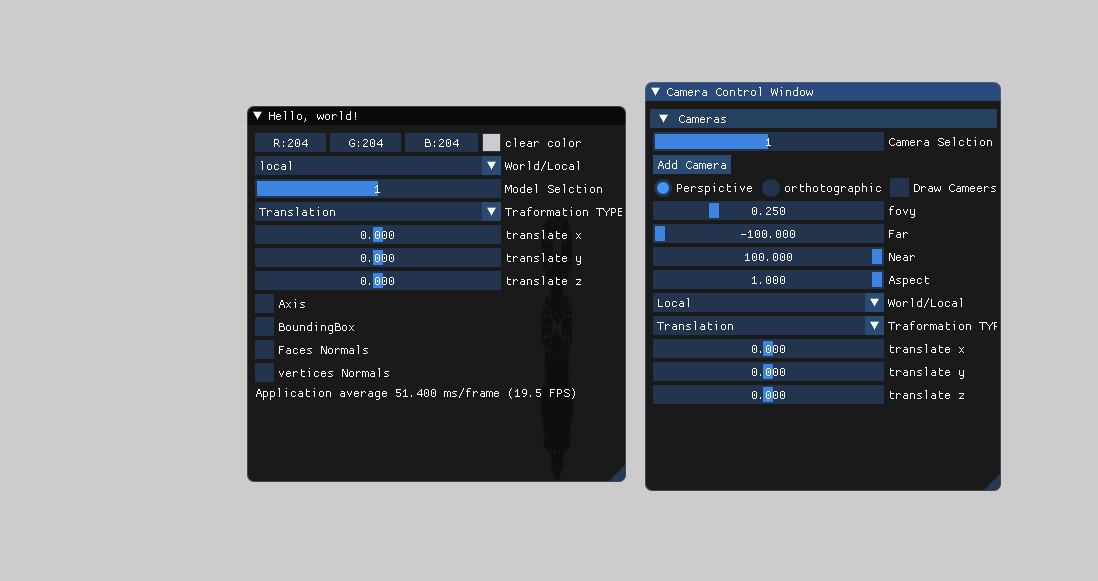 Hello, world!
R:204 G:204 B:204 clear color
local World/Local
1 Model Selction
Translation Traformation TYPE
0.000 translate x
0.000 translate y
0.000 translate z
Axis
BoundingBox
Faces Normals
vertices Normals
Application average 51.400 ms/frame (19.5 FPS)
Camera Control Window
Cameras
1 Camera Selction
Add Camera
Perspictive orthotographic Draw Cameers
0.250 fovy
-100.000 Far
100.000 Near
1.000 Aspect
Local World/Local
Translation Traformation TYP
0.000 translate x
0.000 translate y
0.000 translate z